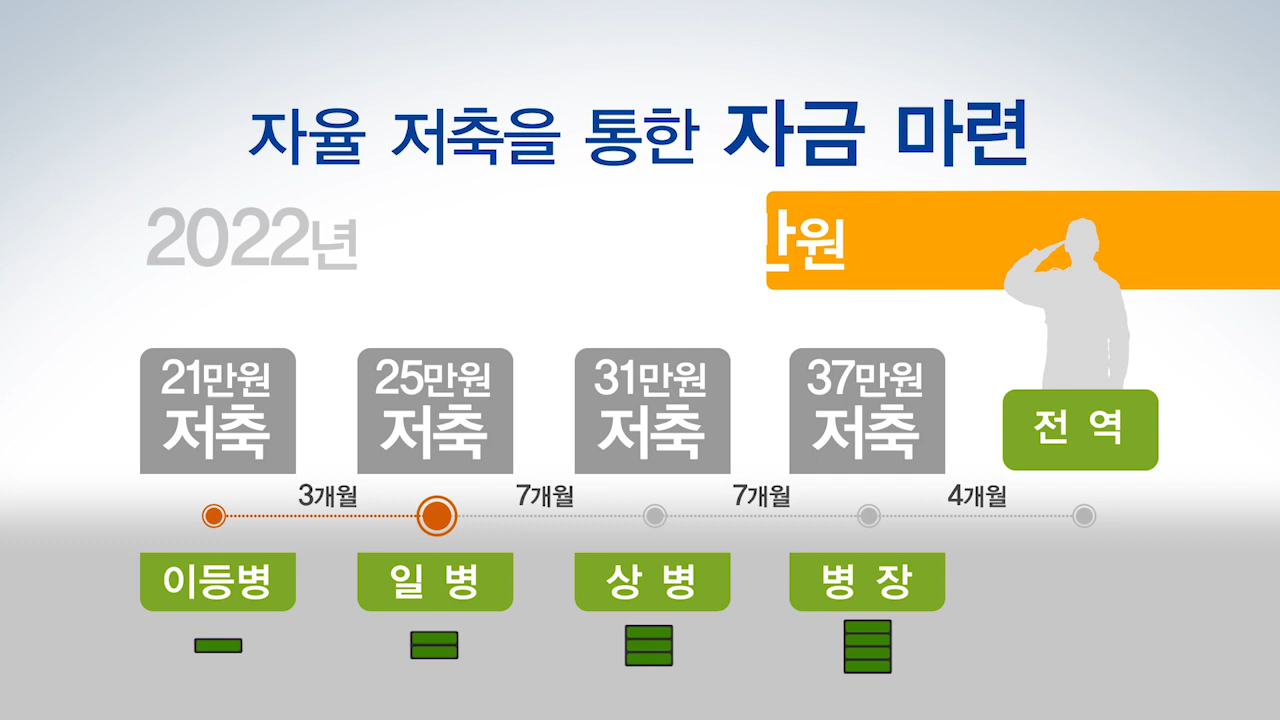 자율 저축을 통한 자금 마련
2022년
원
21만원 저축
25만원 저축
31만원 저축
37만원 저축
전 역
3개월
7개월
7개월
4개월
이등병
일 병
상 병
병 장